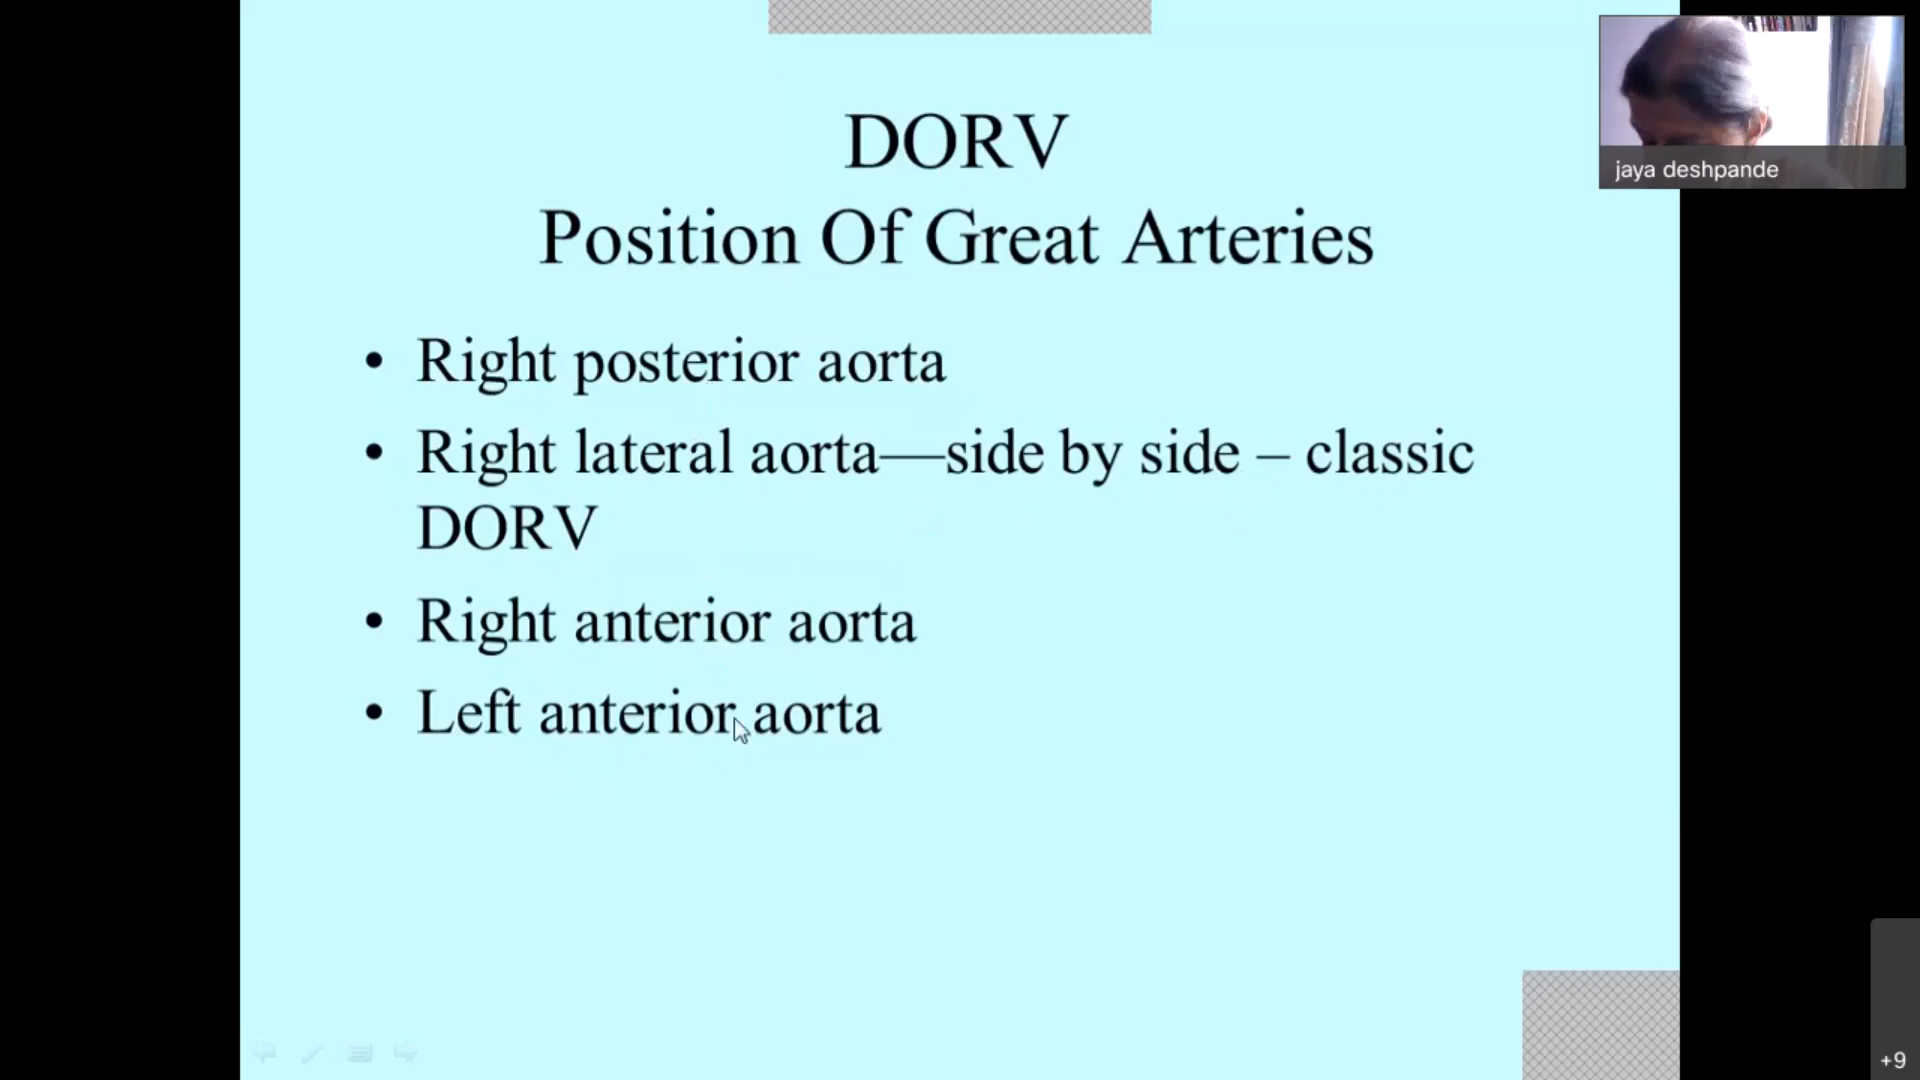 DORV
Position Of Great Arteries
• Right posterior aorta
• Right lateral aorta—side by side – classic
DORV
• Right anterior aorta
• Left anterior aorta
jaya deshpande
+9